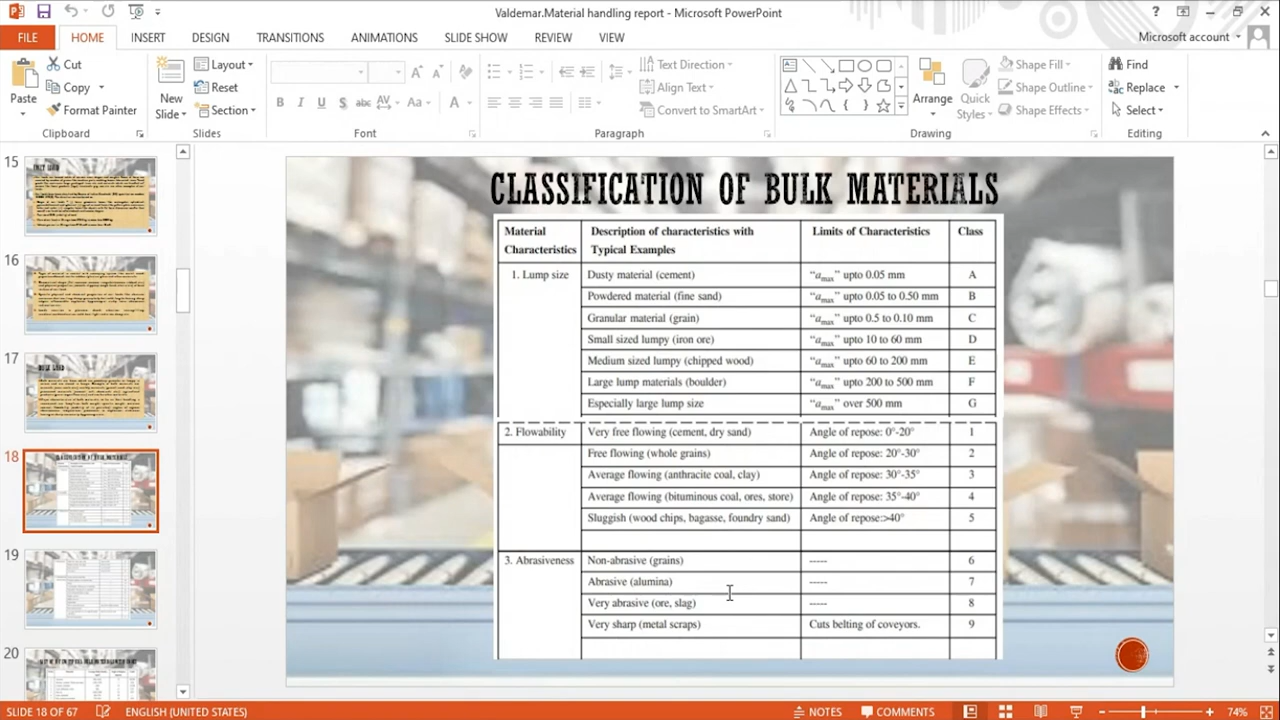 Valdemar.Material handling report - Microsoft PowerPoint
FILE HOME INSERT DESIGN TRANSITIONS ANIMATIONS SLIDE SHOW REVIEW VIEW Microsoft account
Cut
Copy
Format Painter
Paste
Clipboard
New Slide
Layout
Reset
Section
Slides
Font
Text Direction
Align Text
Convert to SmartArt
Paragraph
Arrange
Quick Styles
Shape Fill
Shape Outline
Shape Effects
Drawing
Find
Replace
Select
Editing
15
16
17
18
19
20
CLASSIFICATION OF BULK MATERIALS
Material Characteristics Description of characteristics with Typical Examples Limits of Characteristics Class
1. Lump size Dusty material (cement) “amax” upto 0.05 mm A
Powdered material (fine sand) “amax” upto 0.05 to 0.50 mm B
Granular material (grain) “amax” upto 0.5 to 0.10 mm C
Small sized lumpy (iron ore) “amax” upto 10 to 60 mm D
Medium sized lumpy (chipped wood) “amax” upto 60 to 200 mm E
Large lump materials (boulder) “amax” upto 200 to 500 mm F
Especially large lump size “amax” over 500 mm G
2. Flowability Very free flowing (cement, dry sand) Angle of repose: 0°-20° 1
Free flowing (whole grains) Angle of repose: 20°-30° 2
Average flowing (anthracite coal, clay) Angle of repose: 30°-35° 3
Average flowing (bituminous coal, ores, store) Angle of repose: 35°-40° 4
Sluggish (wood chips, bagasse, foundry sand) Angle of repose:>40° 5
3. Abrasiveness Non-abrasive (grains) ----- 6
Abrasive (alumina) ----- 7
Very abrasive (ore, slag) ----- 8
Very sharp (metal scraps) Cuts belting of coveyors. 9
SLIDE 18 OF 67 ENGLISH (UNITED STATES) NOTES COMMENTS 74%